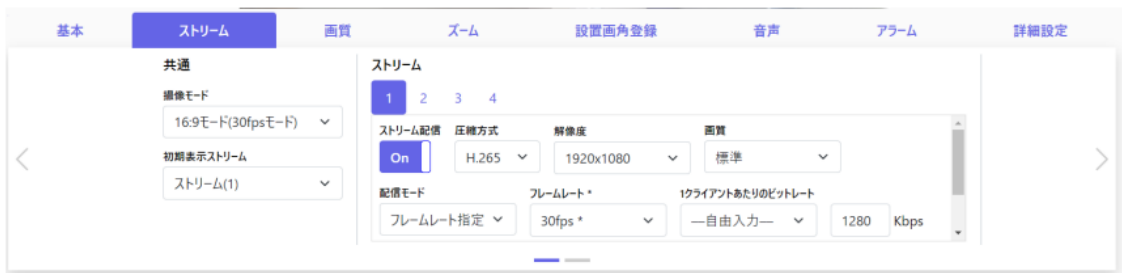 基本 ストリーム 画質 ズーム 設置画角登録 音声 アラーム 詳細設定
共通
撮像モード
16:9モード(30fpsモード)
初期表示ストリーム
ストリーム(1)
ストリーム
1 2 3 4
ストリーム配信 圧縮方式 解像度 画質
On H.265 1920x1080 標準
配信モード フレームレート * 1クライアントあたりのビットレート
フレームレート指定 30fps * ―自由入力― 1280 Kbps